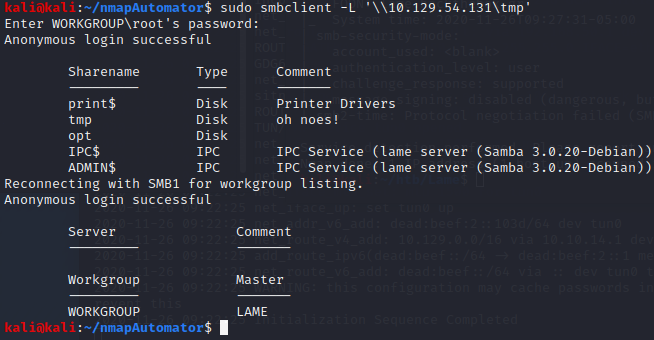 kali@kali:~/nmapAutomator$ sudo smbclient -L '\\10.129.54.131\tmp'
Enter WORKGROUP\root's password:
Anonymous login successful
Sharename Type Comment
--------- ---- -------
print$ Disk Printer Drivers
tmp Disk oh noes!
opt Disk
IPC$ IPC IPC Service (lame server (Samba 3.0.20-Debian))
ADMIN$ IPC IPC Service (lame server (Samba 3.0.20-Debian))
Reconnecting with SMB1 for workgroup listing.
Anonymous login successful
Server Comment
--------- -------
Workgroup Master
--------- -------
WORKGROUP LAME
kali@kali:~/nmapAutomator$